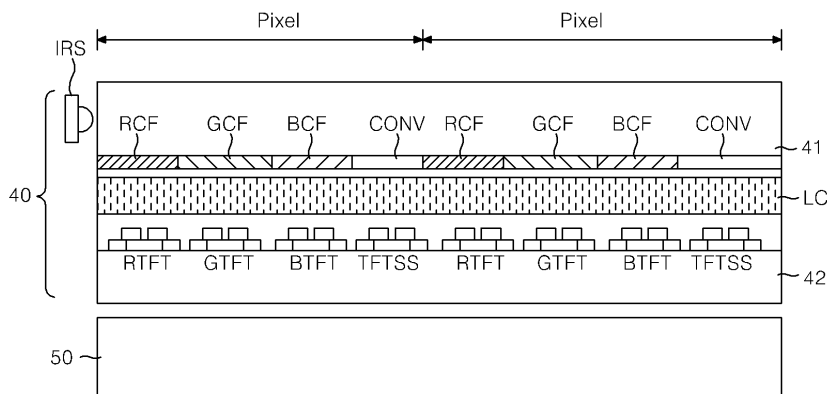 Pixel Pixel
IRS
RCF GCF BCF CONV RCF GCF BCF CONV
41
40
LC
RTFT GTFT BTFT TFTSS RTFT GTFT BTFT TFTSS
42
50